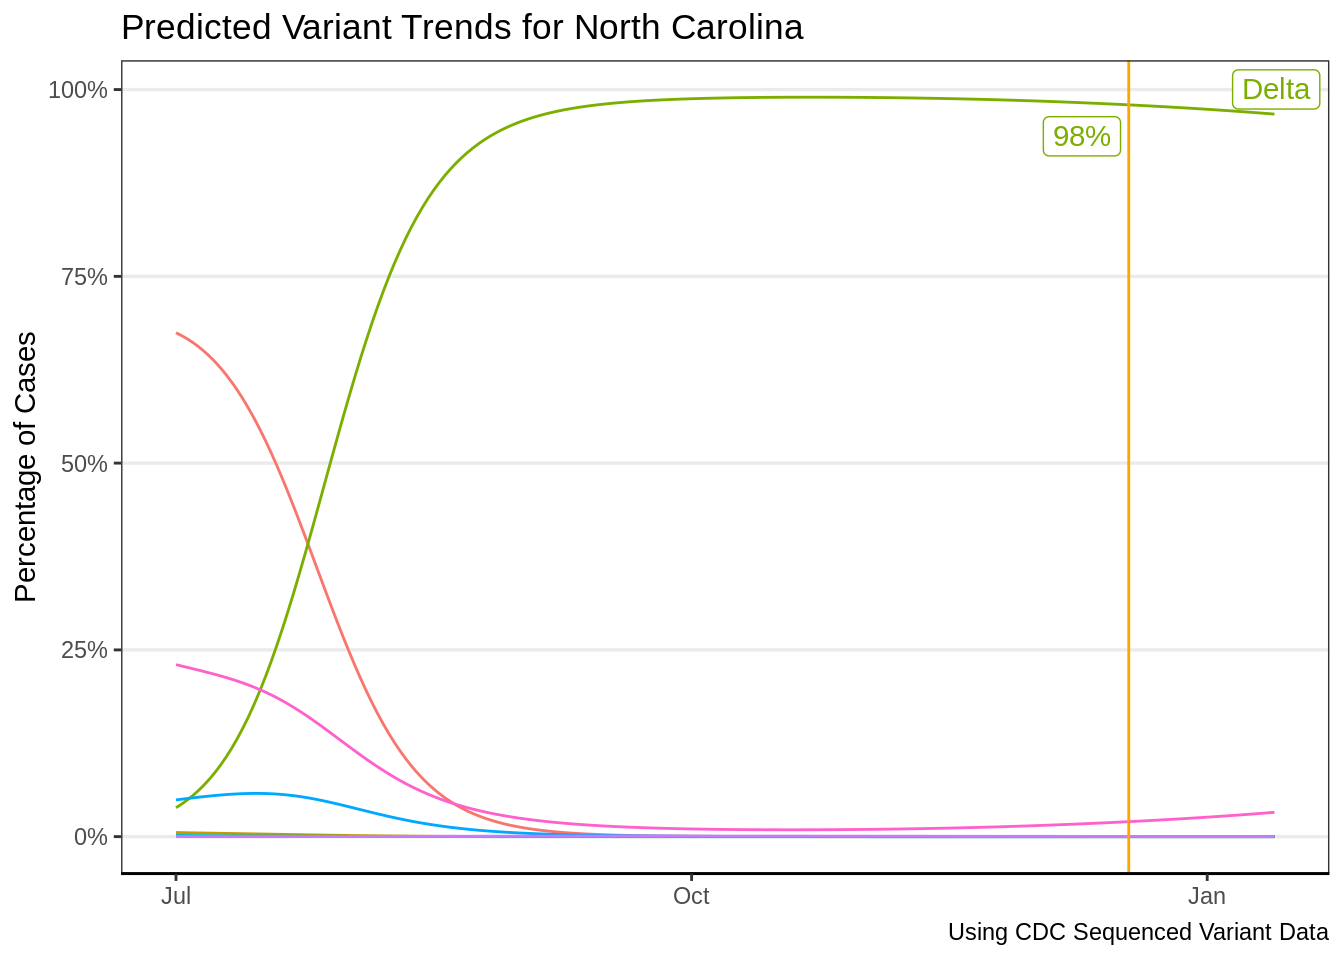 Predicted Variant Trends for North Carolina
100%
75%
50%
25%
0%
Percentage of Cases
Delta
98%
Jul
Oct
Jan
Using CDC Sequenced Variant Data